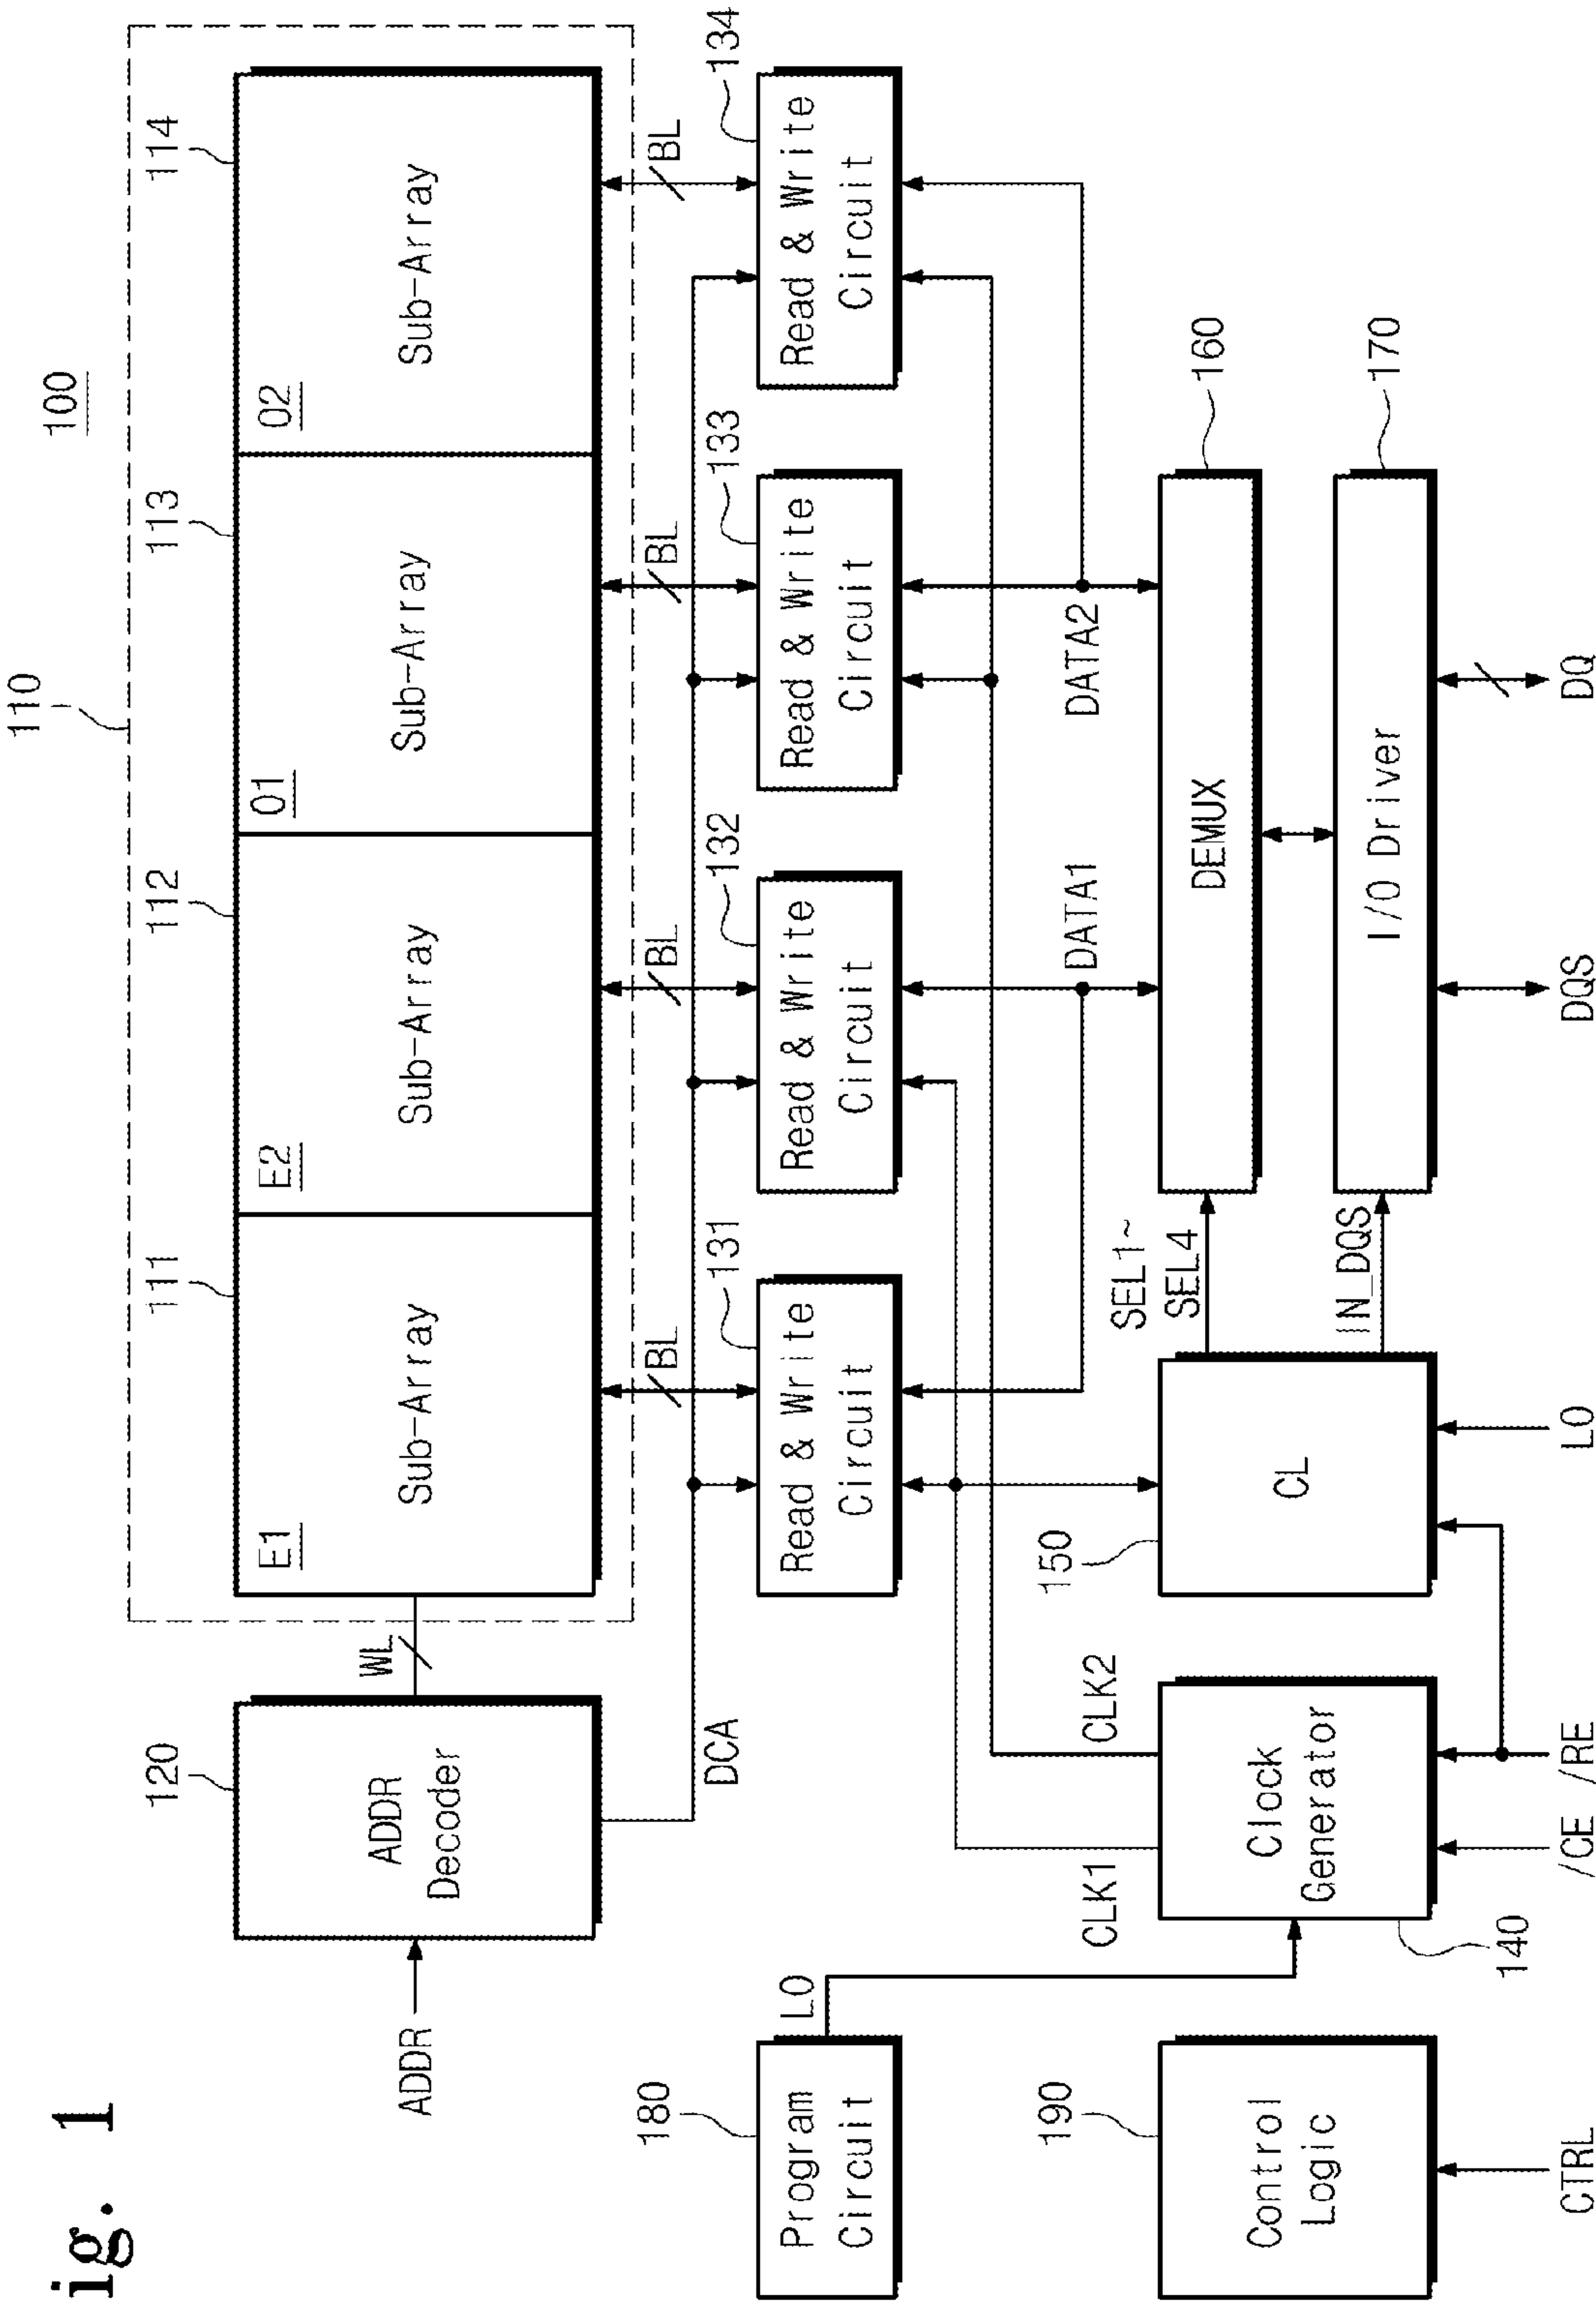 ig. 1
100
110
111
112
113
114
E1
Sub-Array
E2
Sub-Array
O1
Sub-Array
O2
Sub-Array
120
ADDR
ADDR
Decoder
WL
BL
BL
BL
BL
DCA
131
Read & Write
Circuit
132
Read & Write
Circuit
133
Read & Write
Circuit
134
Read & Write
Circuit
180
Program
Circuit
LO
CLK1
CLK2
DATA1
DATA2
190
Control
Logic
140
Clock
Generator
150
CL
SEL1~
SEL4
IN_DQS
160
DEMUX
170
I/O Driver
CTRL
/CE
/RE
LO
DQS
DQ